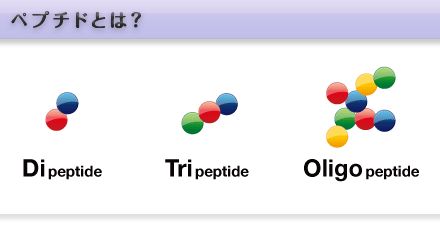 ペプチドとは？
Di peptide
Tri peptide
Oligo peptide